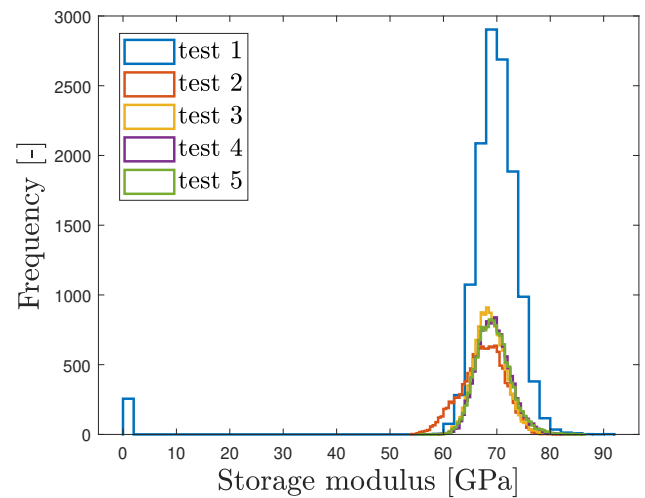 3000
2500
2000
1500
1000
500
0
Frequency [-]
test 1
test 2
test 3
test 4
test 5
0 10 20 30 40 50 60 70 80 90
Storage modulus [GPa]